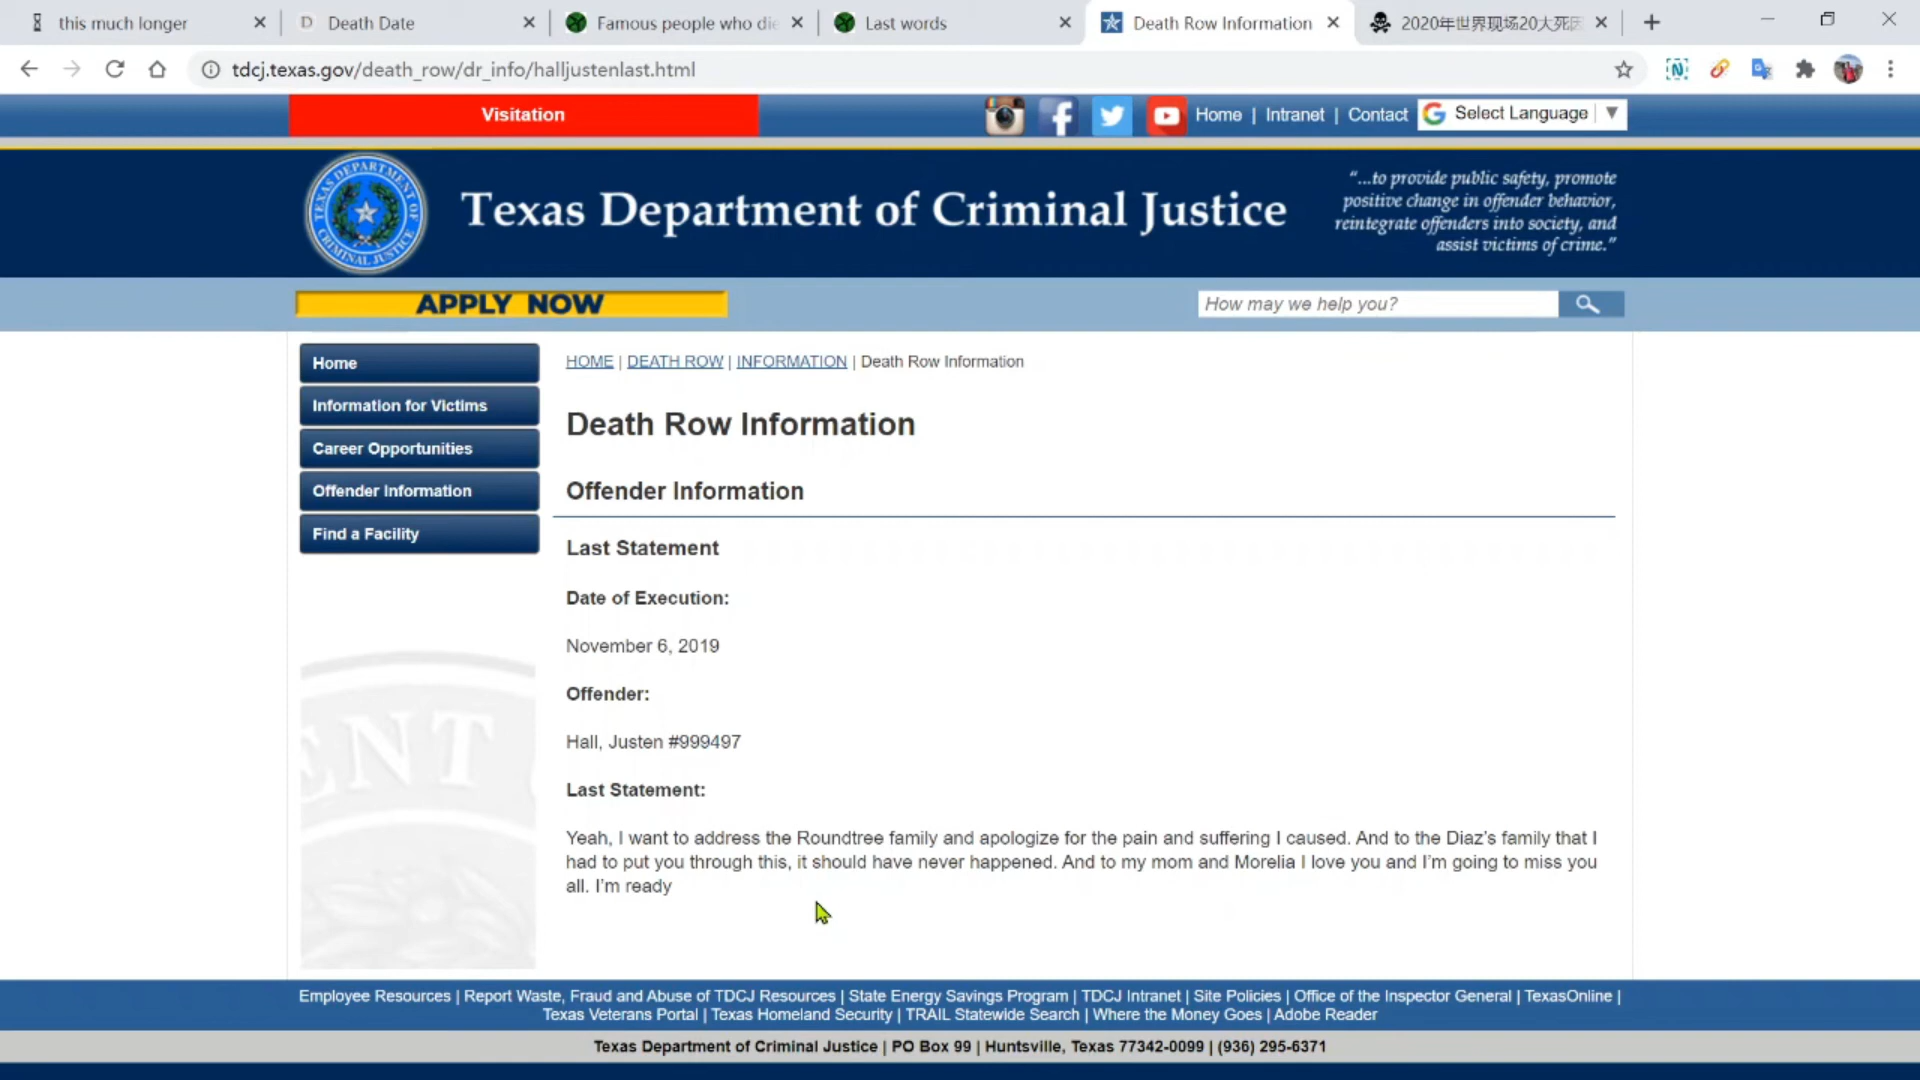 this much longer
Death Date
Famous people who die
Last words
Death Row Information
2020年世界现场20大死因
tdcj.texas.gov/death_row/dr_info/halljustenlast.html
Visitation
Home | Intranet | Contact
Select Language
TEXAS DEPARTMENT OF CRIMINAL JUSTICE
Texas Department of Criminal Justice
“...to provide public safety, promote
positive change in offender behavior,
reintegrate offenders into society, and
assist victims of crime.”
APPLY NOW
How may we help you?
Home
Information for Victims
Career Opportunities
Offender Information
Find a Facility
HOME | DEATH ROW | INFORMATION | Death Row Information
Death Row Information
Offender Information
Last Statement
Date of Execution:
November 6, 2019
Offender:
Hall, Justen #999497
Last Statement:
Yeah, I want to address the Roundtree family and apologize for the pain and suffering I caused. And to the Diaz’s family that I
had to put you through this, it should have never happened. And to my mom and Morelia I love you and I’m going to miss you
all. I’m ready
ENT
Employee Resources | Report Waste, Fraud and Abuse of TDCJ Resources | State Energy Savings Program | TDCJ Intranet | Site Policies | Office of the Inspector General | TexasOnline |
Texas Veterans Portal | Texas Homeland Security | TRAIL Statewide Search | Where the Money Goes | Adobe Reader
Texas Department of Criminal Justice | PO Box 99 | Huntsville, Texas 77342-0099 | (936) 295-6371